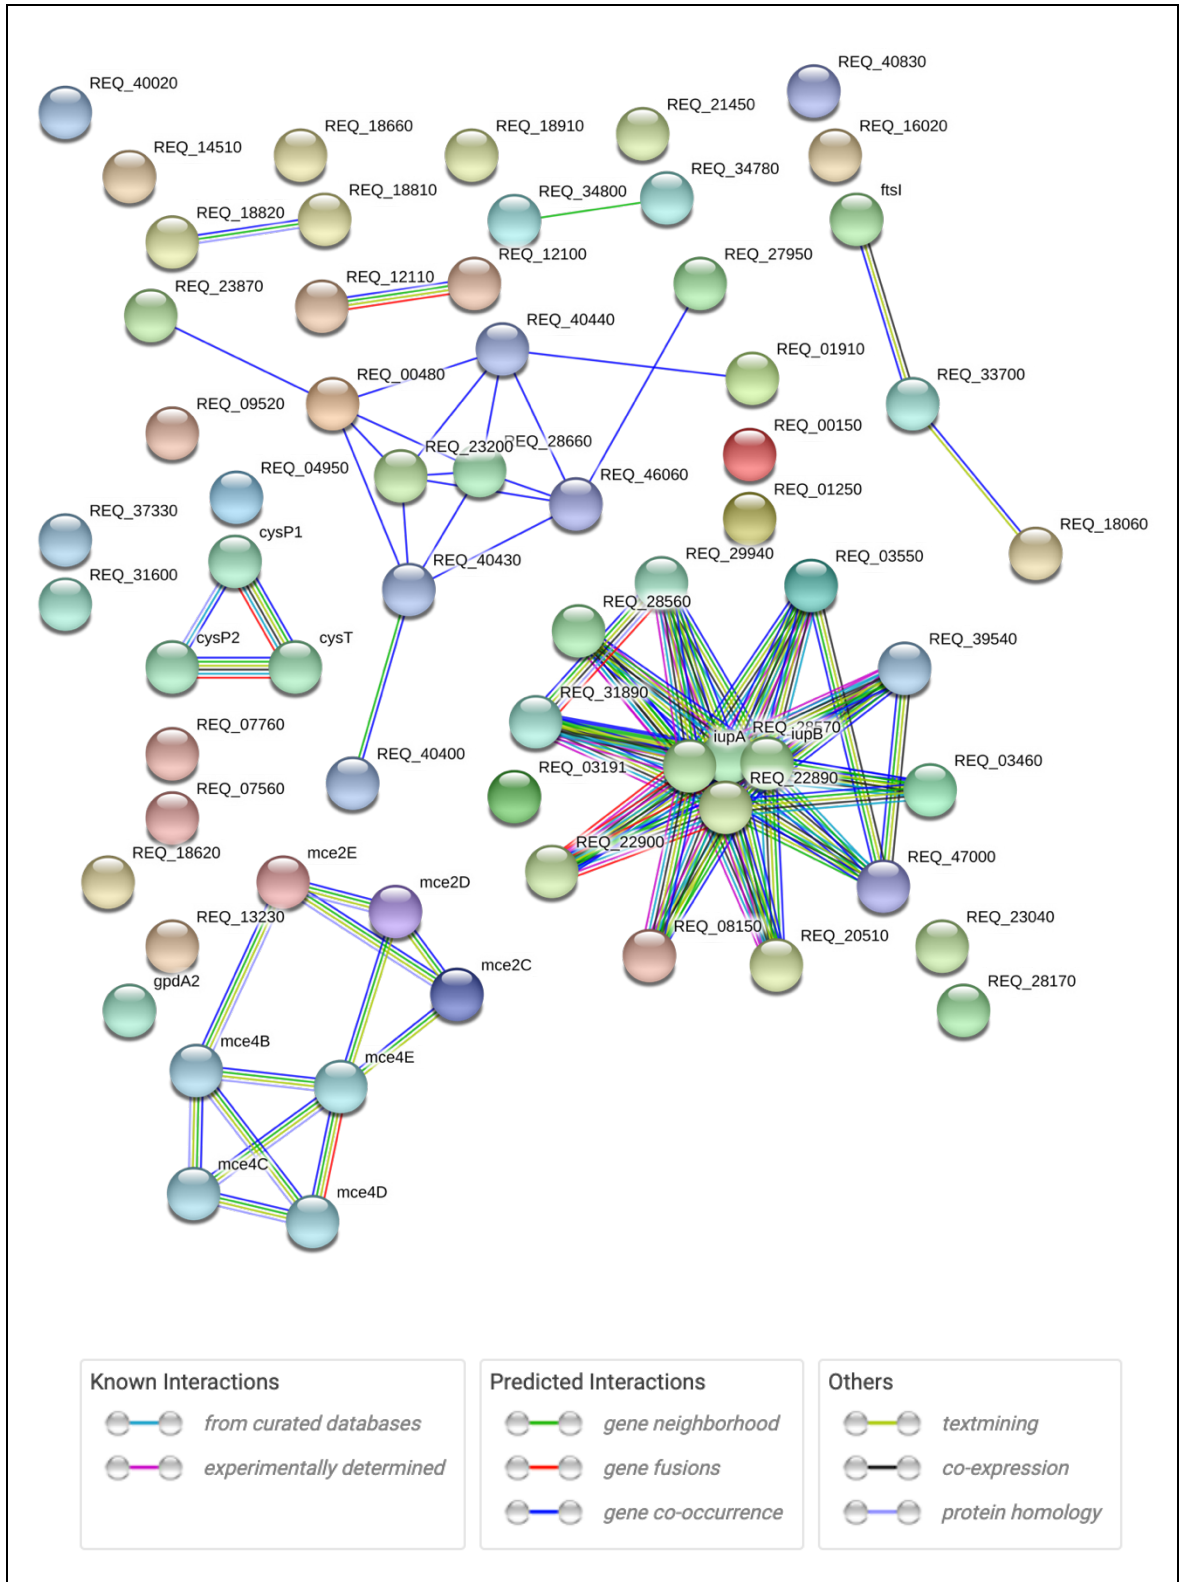 REQ_40020
REQ_40830
REQ_21450
REQ_18660
REQ_18910
REQ_16020
REQ_14510
REQ_34780
REQ_18810
REQ_34800
ftsI
REQ_18820
REQ_12100
REQ_27950
REQ_12110
REQ_23870
REQ_40440
REQ_01910
REQ_00480
REQ_33700
REQ_09520
REQ_00150
REQ_23200
REQ_28660
REQ_04950
REQ_46060
REQ_01250
REQ_37330
REQ_18060
cysP1
REQ_29940
REQ_03550
REQ_40430
REQ_31600
REQ_28560
cysP2
cysT
REQ_39540
REQ_31890
REQ_07760
REQ_28570
iupA
iupB
REQ_40400
REQ_03191
REQ_03460
REQ_22890
REQ_07560
REQ_22900
REQ_18620
mce2E
REQ_47000
mce2D
REQ_13230
REQ_23040
REQ_08150
REQ_20510
mce2C
gpdA2
REQ_28170
mce4B
mce4E
mce4C
mce4D
Known Interactions
from curated databases
experimentally determined
Predicted Interactions
gene neighborhood
gene fusions
gene co-occurrence
Others
textmining
co-expression
protein homology